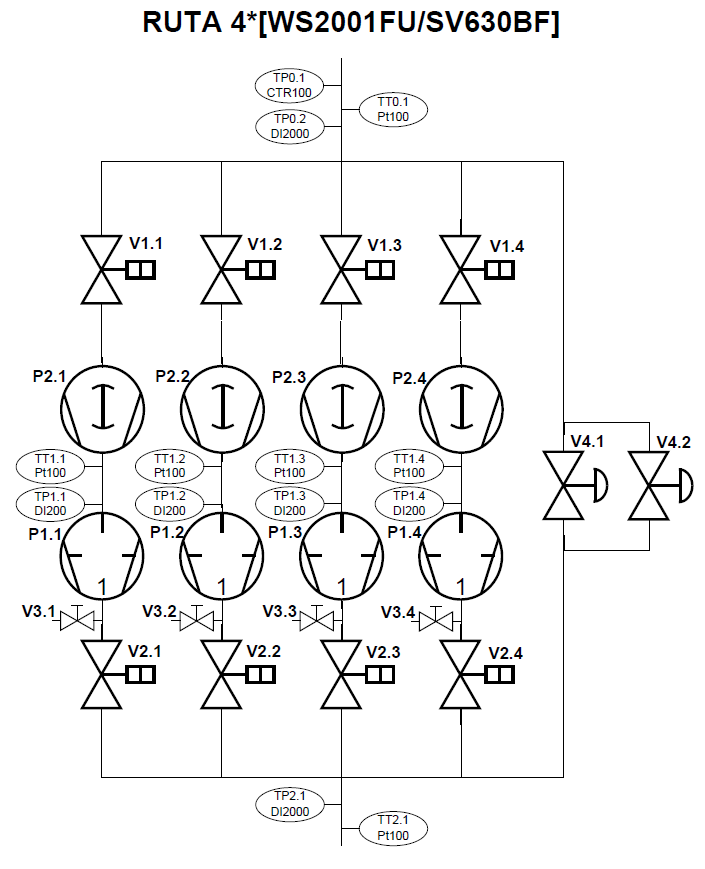 RUTA 4*[WS2001FU/SV630BF]
TP0.1
CTR100
TT0.1
Pt100
TP0.2
DI2000
V1.1
V1.2
V1.3
V1.4
P2.1
P2.2
P2.3
P2.4
V4.1
V4.2
TT1.1
Pt100
TT1.2
Pt100
TT1.3
Pt100
TT1.4
Pt100
TP1.1
DI200
TP1.2
DI200
TP1.3
DI200
TP1.4
DI200
P1.1
P1.2
P1.3
P1.4
1
1
1
1
V3.1
V3.2
V3.3
V3.4
V2.1
V2.2
V2.3
V2.4
TP2.1
DI2000
TT2.1
Pt100